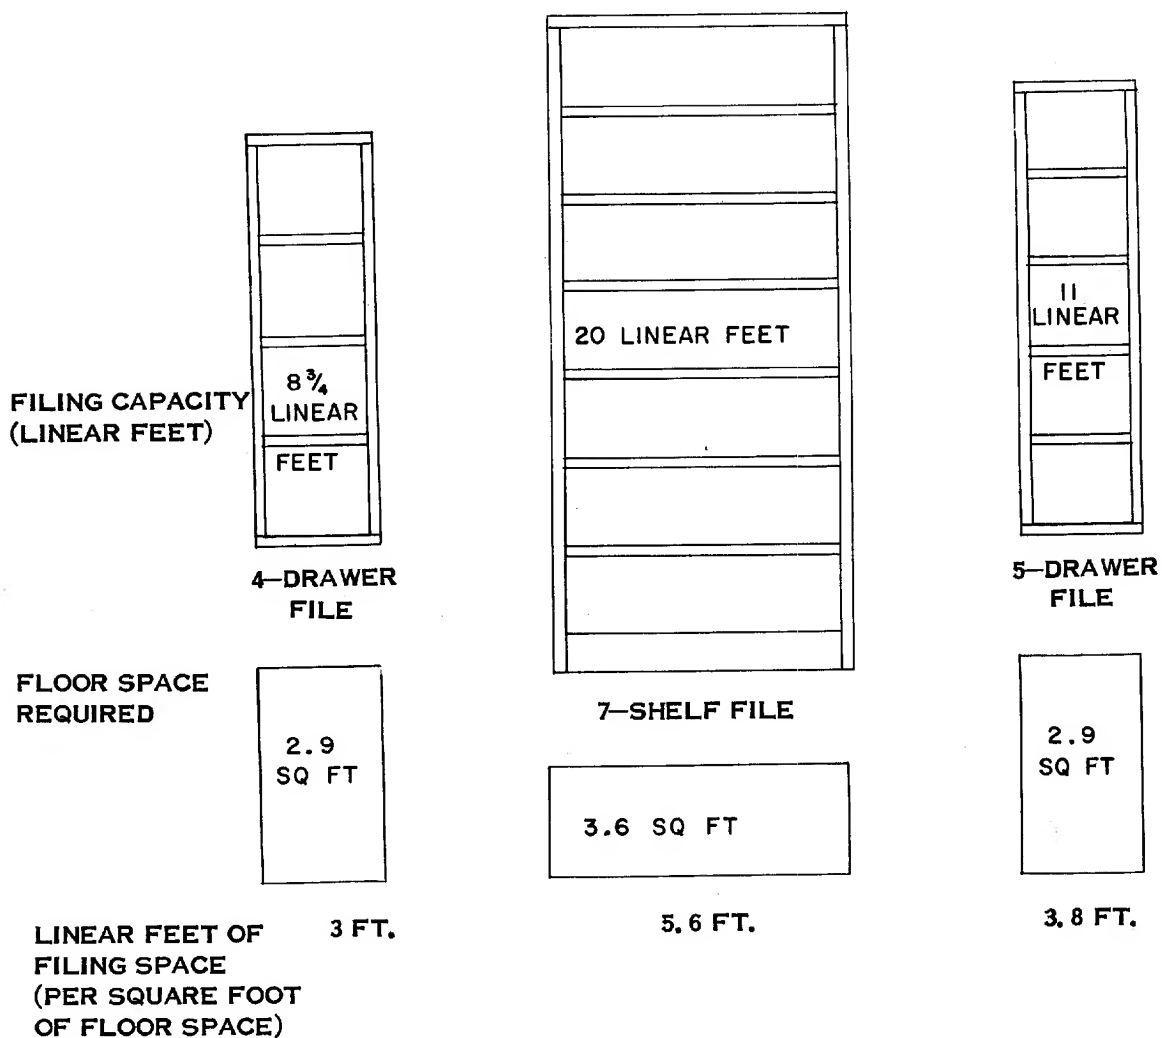 FILING CAPACITY
(LINEAR FEET)
8 3/4
LINEAR
FEET
20 LINEAR FEET
11
LINEAR
FEET
4—DRAWER
FILE
7—SHELF FILE
5—DRAWER
FILE
FLOOR SPACE
REQUIRED
2.9
SQ FT
3.6 SQ FT
2.9
SQ FT
LINEAR FEET OF
FILING SPACE
(PER SQUARE FOOT
OF FLOOR SPACE)
3 FT.
5.6 FT.
3.8 FT.